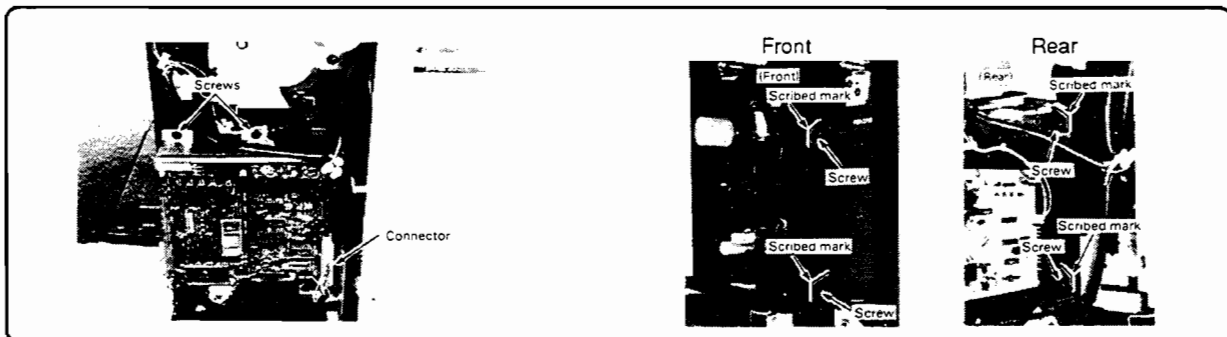 Screws
Connector
Front
(Front)
Scribed mark
Screw
Scribed mark
Screw
Rear
(Rear)
Scribed mark
Screw
Scribed mark
Screw